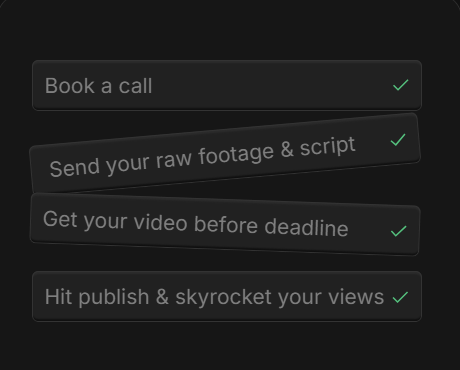 Book a call
Send your raw footage & script
Get your video before deadline
Hit publish & skyrocket your views